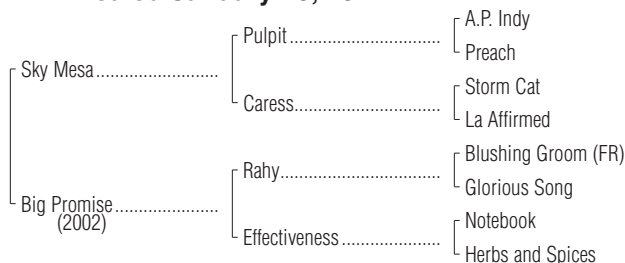 A.P. Indy
Pulpit
Preach
Sky Mesa
Storm Cat
Caress
La Affirmed
Blushing Groom (FR)
Rahy
Glorious Song
Big Promise
(2002)
Notebook
Effectiveness
Herbs and Spices